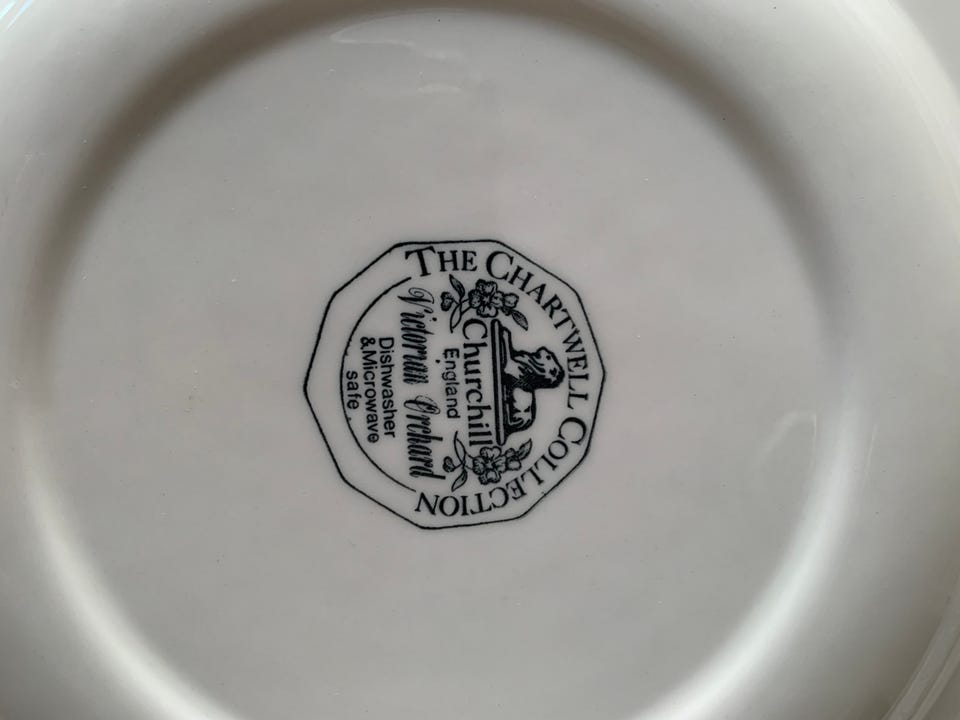 THE CHARTWELL COLLECTION
Churchill
England
Victorian Orchard
Dishwasher
&Microwave
safe